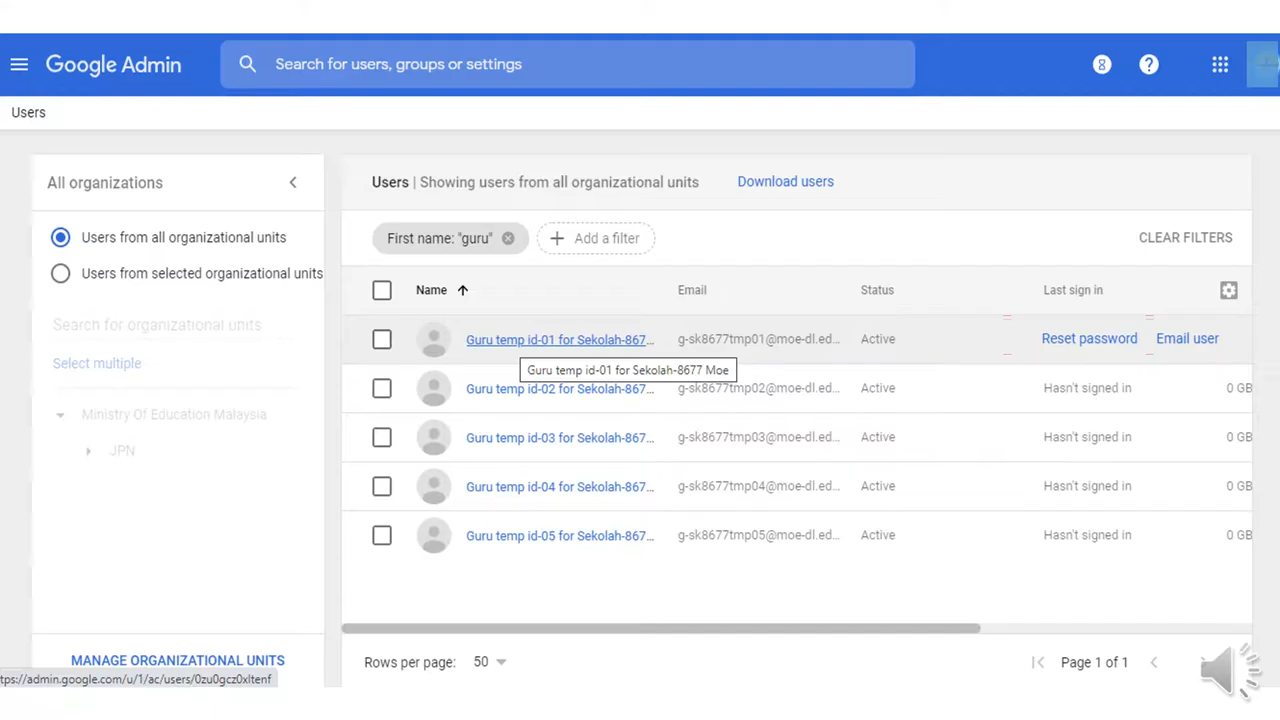 Google Admin
Search for users, groups or settings
Users
All organizations
Users from all organizational units
Users from selected organizational units
Search for organizational units
Select multiple
Ministry Of Education Malaysia
JPN
MANAGE ORGANIZATIONAL UNITS
tps://admin.google.com/u/1/ac/users/0zu0gcz0xltenf
Users | Showing users from all organizational units Download users
First name: "guru" Add a filter CLEAR FILTERS
Name Email Status Last sign in
Guru temp id-01 for Sekolah-867... g-sk8677tmp01@moe-dl.ed... Active Reset password Email user
Guru temp id-01 for Sekolah-8677 Moe
Guru temp id-02 for Sekolah-867... g-sk8677tmp02@moe-dl.ed... Active Hasn't signed in 0 GB
Guru temp id-03 for Sekolah-867... g-sk8677tmp03@moe-dl.ed... Active Hasn't signed in 0 GB
Guru temp id-04 for Sekolah-867... g-sk8677tmp04@moe-dl.ed... Active Hasn't signed in 0 GB
Guru temp id-05 for Sekolah-867... g-sk8677tmp05@moe-dl.ed... Active Hasn't signed in 0 GB
Rows per page: 50 Page 1 of 1